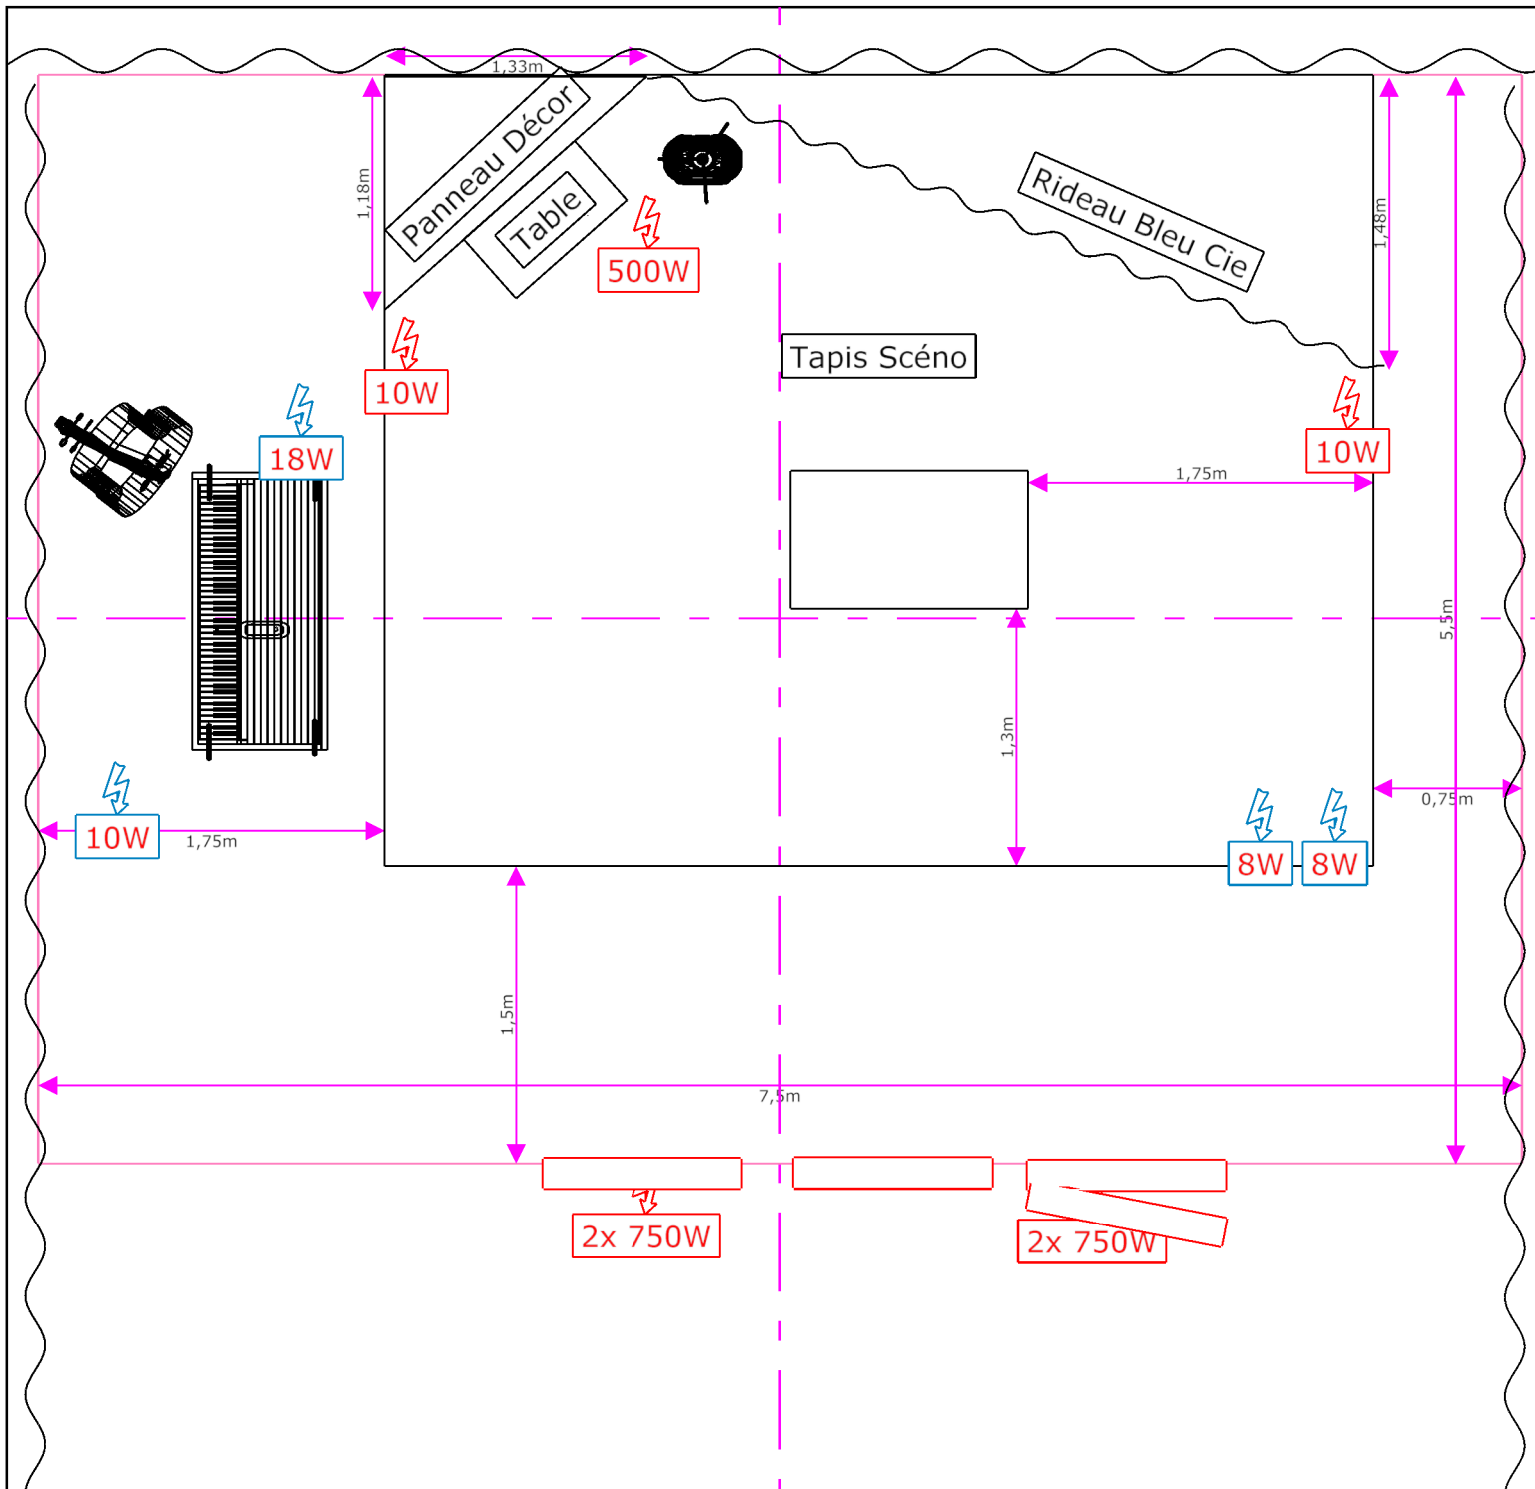 1,33m
Panneau Décor
1,18m
Table
500W
Rideau Bleu Cie
1,48m
Tapis Scéno
10W
18W
10W
1,75m
5,5m
1,3m
10W
1,75m
0,75m
8W
8W
1,5m
7,5m
2x 750W
2x 750W